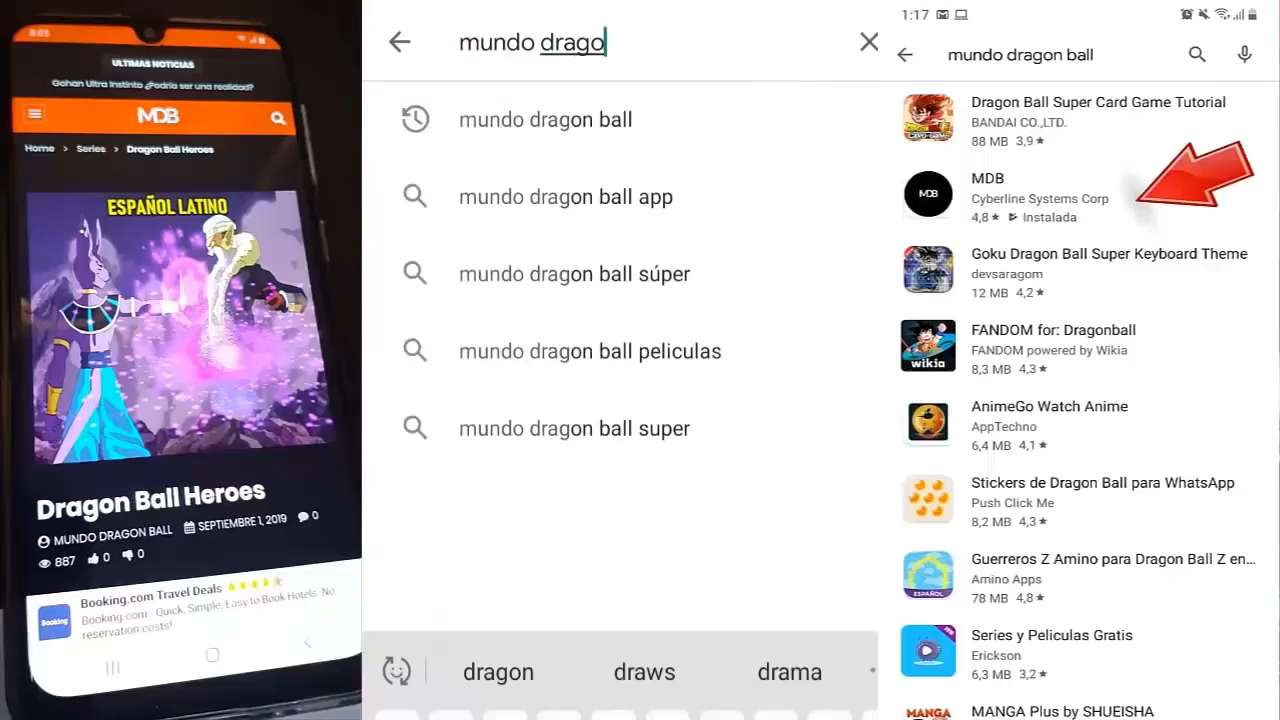 8:05
ULTIMAS NOTICIAS
Gohan Ultra Instinto ¿Podría ser una realidad?
MDB
Home > Series > Dragon Ball Heroes
ESPAÑOL LATINO
Dragon Ball Heroes
MUNDO DRAGON BALL SEPTIEMBRE 1, 2019 0
887 0 0
Booking.com Travel Deals
Booking
Booking.com - Quick, Simple, Easy to Book Hotels. No
reservation costs!
mundo drago
mundo dragon ball
mundo dragon ball app
mundo dragon ball súper
mundo dragon ball peliculas
mundo dragon ball super
dragon draws drama
1:17
mundo dragon ball
Dragon Ball Super Card Game Tutorial
BANDAI CO.,LTD.
88 MB 3,9★
MDB
MDB
Cyberline Systems Corp
4,8★ Instalada
Goku Dragon Ball Super Keyboard Theme
devsaragom
12 MB 4,2★
FANDOM for: Dragonball
wikia
FANDOM powered by Wikia
8,3 MB 4,3★
AnimeGo Watch Anime
AppTechno
6,4 MB 4,1★
Stickers de Dragon Ball para WhatsApp
Push Click Me
8,2 MB 4,3★
Guerreros Z Amino para Dragon Ball Z en...
ESPAÑOL
Amino Apps
78 MB 4,8★
Series y Peliculas Gratis
Erickson
6,3 MB 3,2★
MANGA
MANGA Plus by SHUEISHA